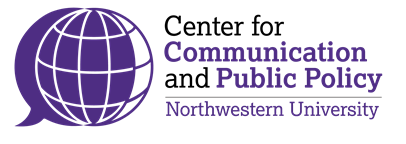 Center for
Communication
and Public Policy
Northwestern University